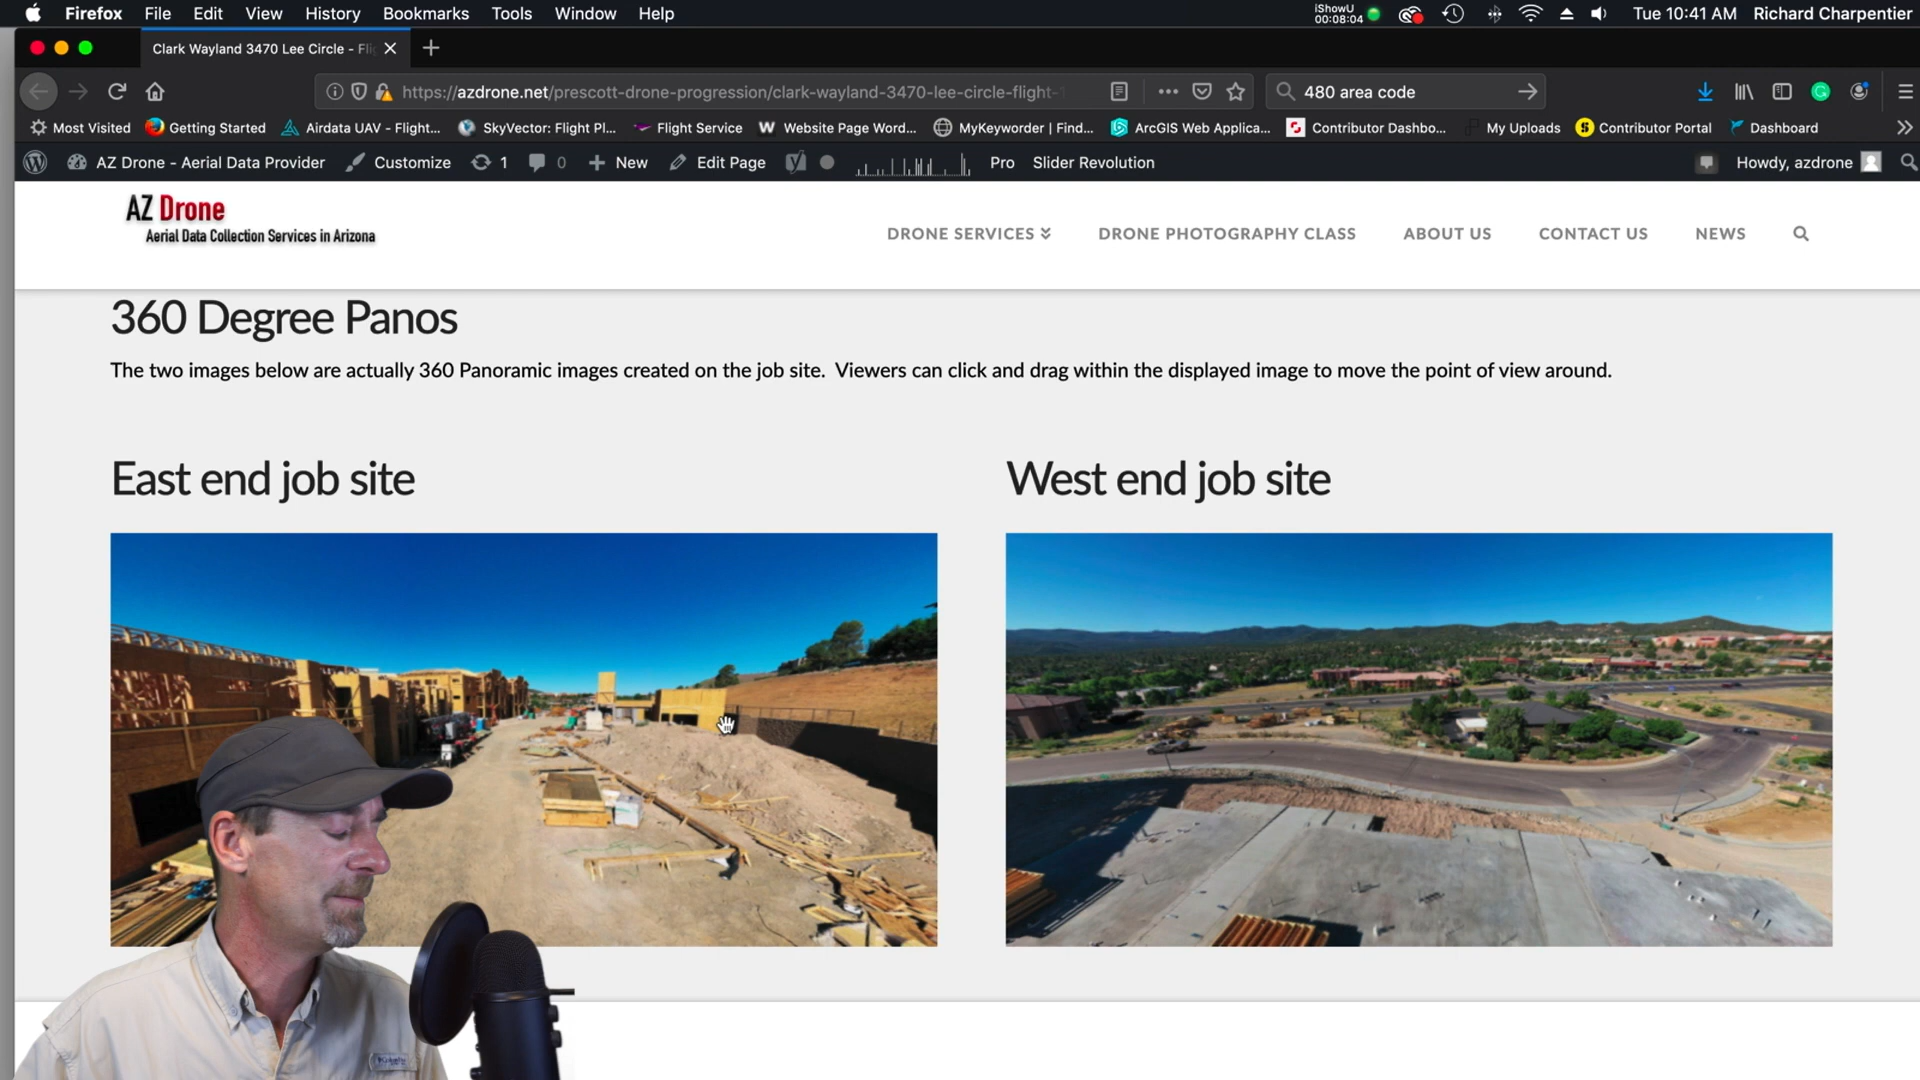 Firefox File Edit View History Bookmarks Tools Window Help iShowU 00:08:04 Tue 10:41 AM Richard Charpentier
Clark Wayland 3470 Lee Circle - Fli
https://azdrone.net/prescott-drone-progression/clark-wayland-3470-lee-circle-flight- 480 area code
Most Visited Getting Started Airdata UAV - Flight... SkyVector: Flight Pl... Flight Service Website Page Word... MyKeyworder | Find... ArcGIS Web Applica... Contributor Dashbo... My Uploads Contributor Portal Dashboard
AZ Drone - Aerial Data Provider Customize 1 0 New Edit Page Pro Slider Revolution Howdy, azdrone
AZ Drone
Aerial Data Collection Services in Arizona
DRONE SERVICES DRONE PHOTOGRAPHY CLASS ABOUT US CONTACT US NEWS
360 Degree Panos
The two images below are actually 360 Panoramic images created on the job site. Viewers can click and drag within the displayed image to move the point of view around.
East end job site
West end job site